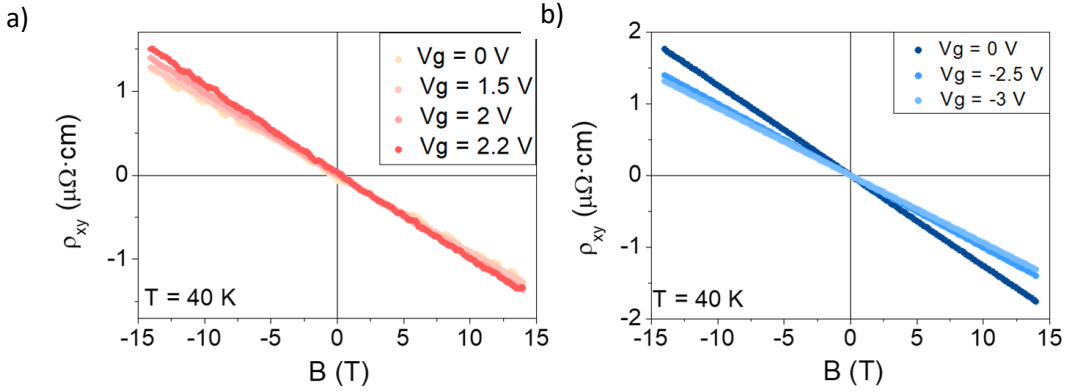 a)
ρxy (μΩ·cm)
1
0
-1
Vg = 0 V
Vg = 1.5 V
Vg = 2 V
Vg = 2.2 V
T = 40 K
-15 -10 -5 0 5 10 15
B (T)
b)
ρxy (μΩ·cm)
2
1
0
-1
-2
Vg = 0 V
Vg = -2.5 V
Vg = -3 V
T = 40 K
-15 -10 -5 0 5 10 15
B (T)